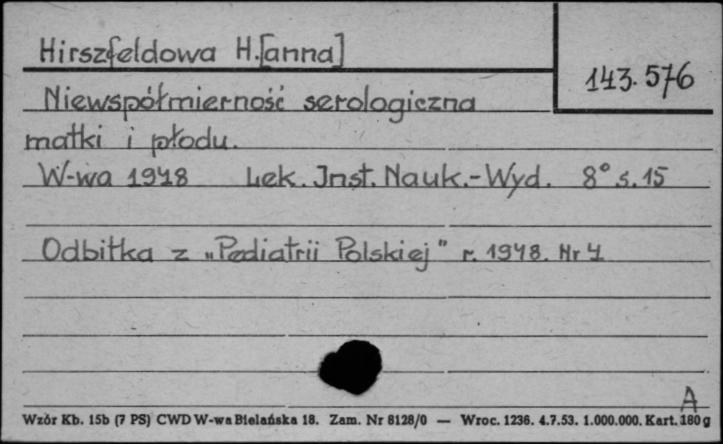 Hirszfeldowa H.[anna]
143.576
Niewspółmierność serologiczna
matki i płodu.
W-wa 1948 Lek. Inst. Nauk.-Wyd. 8° s. 15
Odbitka z „Pediatrii Polskiej" r. 1948. Nr 4
A
Wzór Kb. 15b (7 PS) CWD W-wa Bielańska 18. Zam. Nr 8128/0 — Wroc. 1236. 4.7.53. 1.000.000. Kart. 180 g